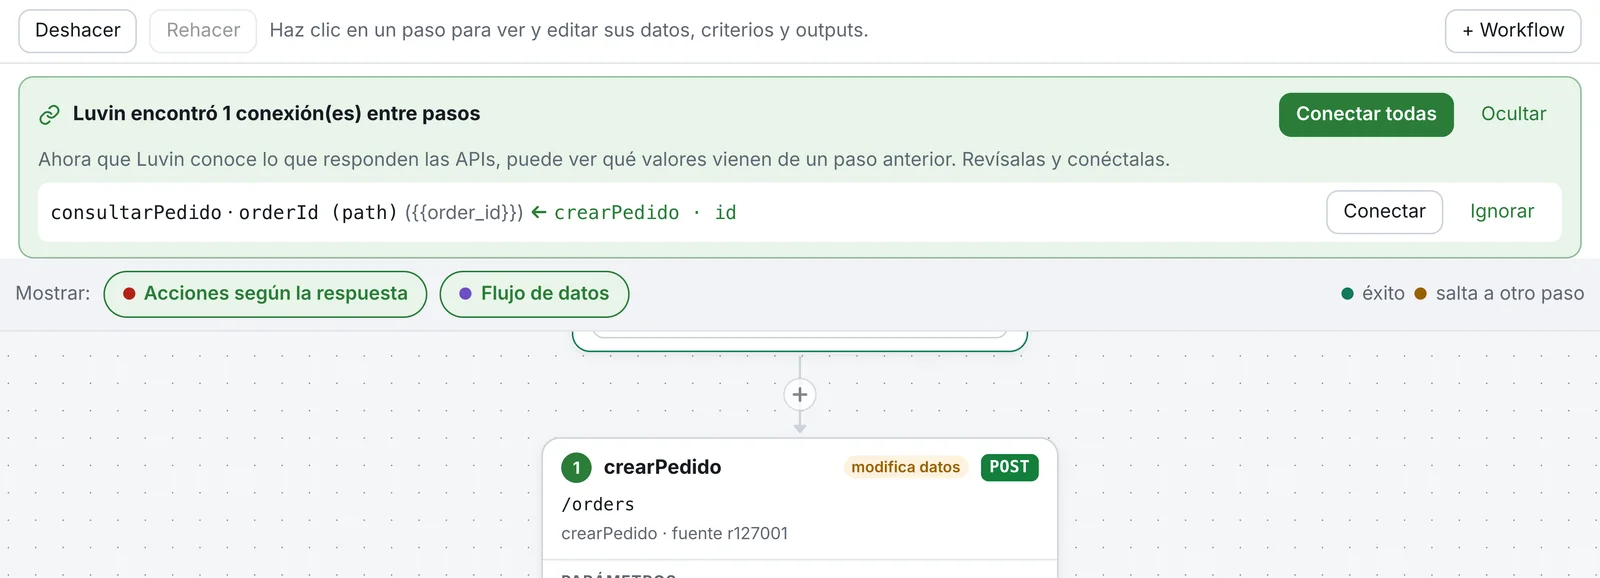 Deshacer Rehacer Haz clic en un paso para ver y editar sus datos, criterios y outputs. + Workflow
Luvin encontró 1 conexión(es) entre pasos Conectar todas Ocultar
Ahora que Luvin conoce lo que responden las APIs, puede ver qué valores vienen de un paso anterior. Revísalas y conéctalas.
consultarPedido · orderId (path) ({{order_id}}) ← crearPedido · id Conectar Ignorar
Mostrar: Acciones según la respuesta Flujo de datos éxito salta a otro paso
1 crearPedido modifica datos POST
/orders
crearPedido · fuente r127001
PARÁMETROS